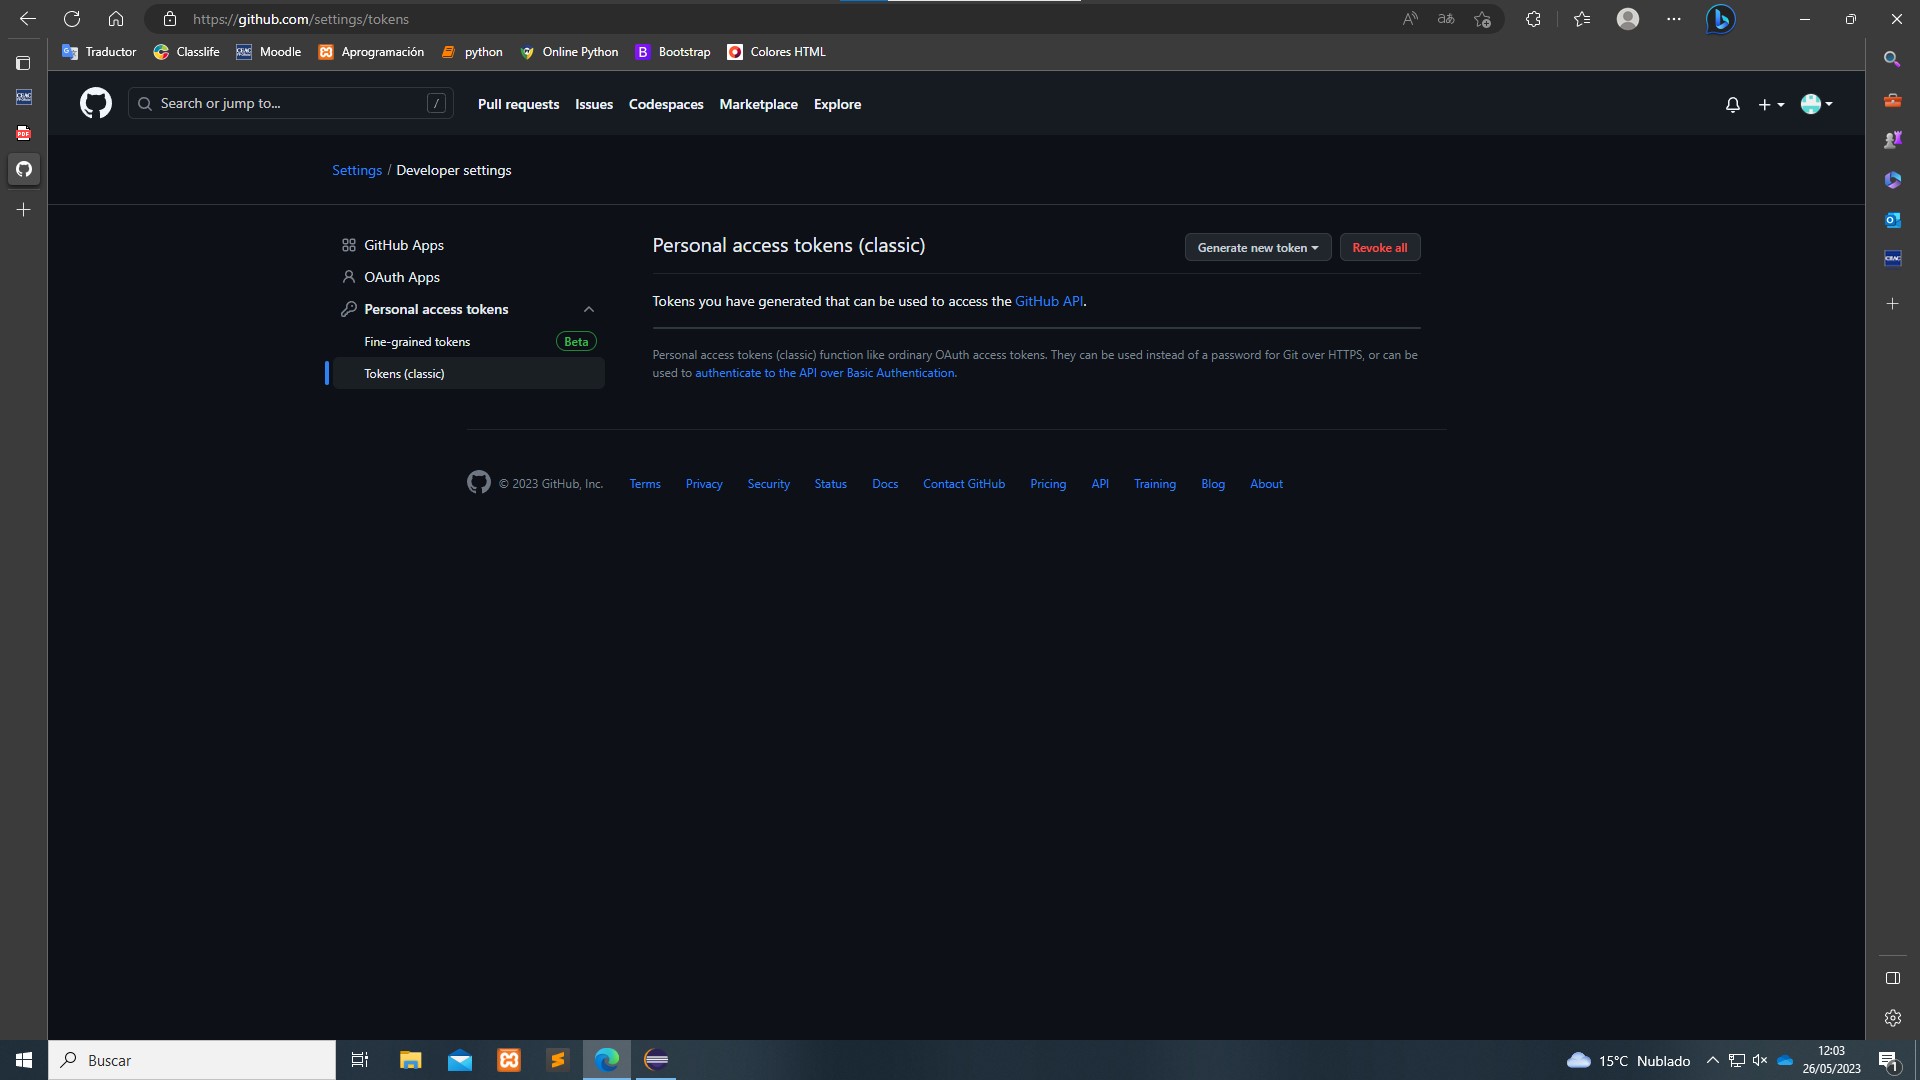 https://github.com/settings/tokens
Traductor Classlife Moodle Aprogramación python Online Python Bootstrap Colores HTML
Search or jump to... / Pull requests Issues Codespaces Marketplace Explore
Settings / Developer settings
GitHub Apps
OAuth Apps
Personal access tokens
Fine-grained tokens Beta
Tokens (classic)
Personal access tokens (classic) Generate new token Revoke all
Tokens you have generated that can be used to access the GitHub API.
Personal access tokens (classic) function like ordinary OAuth access tokens. They can be used instead of a password for Git over HTTPS, or can be
used to authenticate to the API over Basic Authentication.
© 2023 GitHub, Inc. Terms Privacy Security Status Docs Contact GitHub Pricing API Training Blog About
Buscar
15°C Nublado
12:03
26/05/2023
1